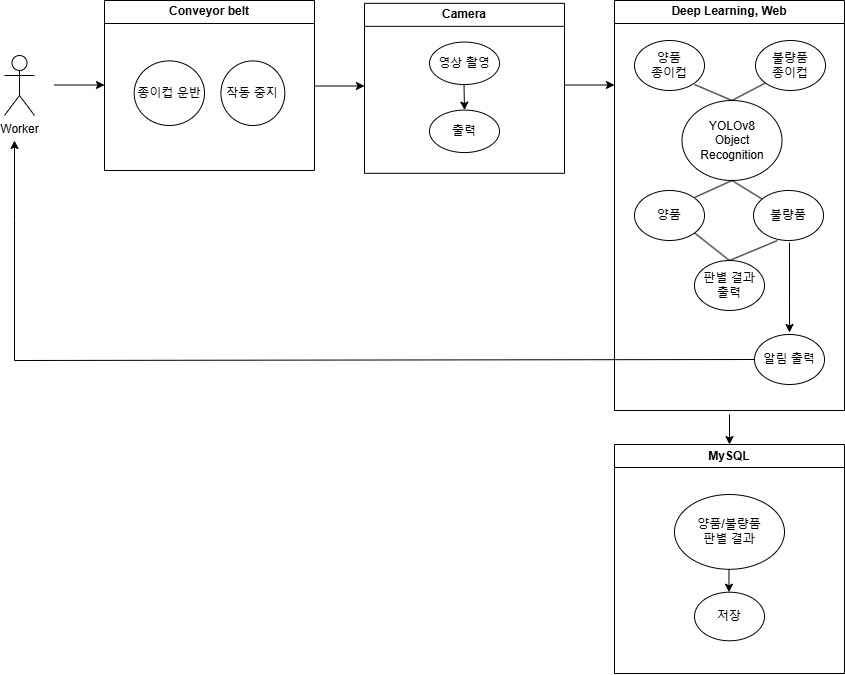 Worker
Conveyor belt
종이컵 운반
작동 중지
Camera
영상 촬영
출력
Deep Learning, Web
양품
종이컵
불량품
종이컵
YOLOv8
Object
Recognition
양품
불량품
판별 결과
출력
알림 출력
MySQL
양품/불량품
판별 결과
저장